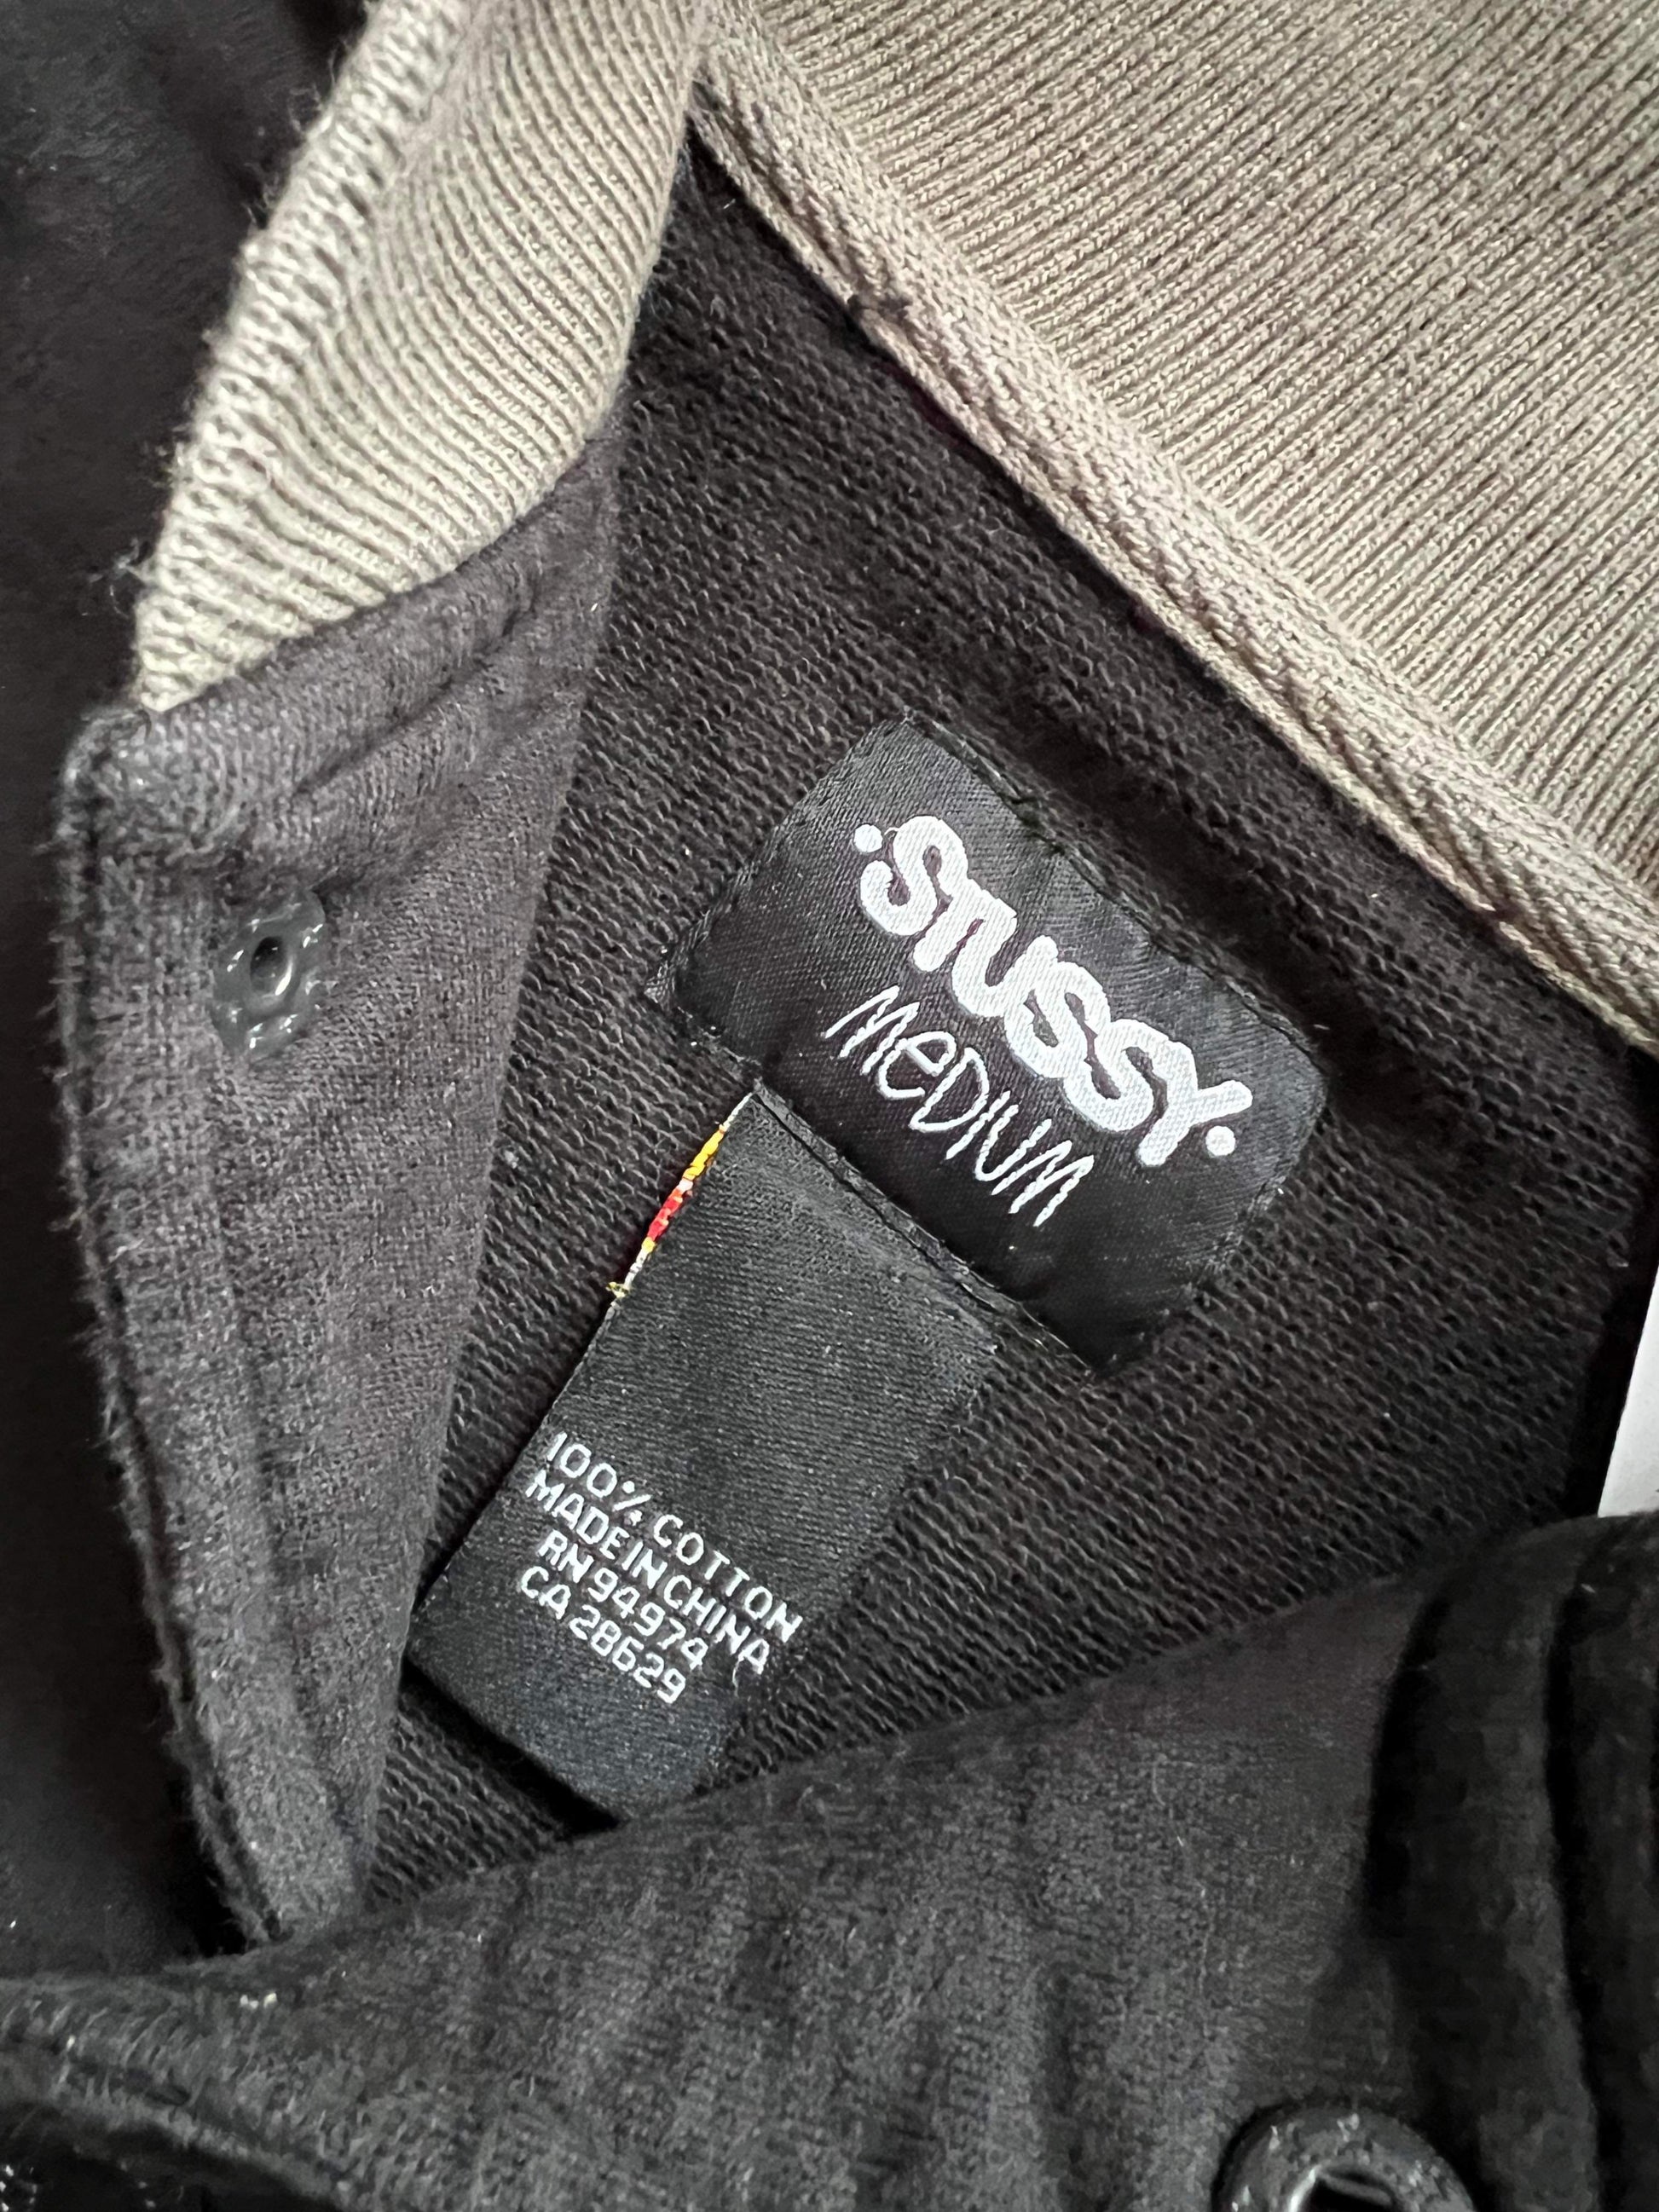 ·STUSSY·
MeDIUM
100% COTTON
MADE IN CHINA
RN 94974
CA 28629